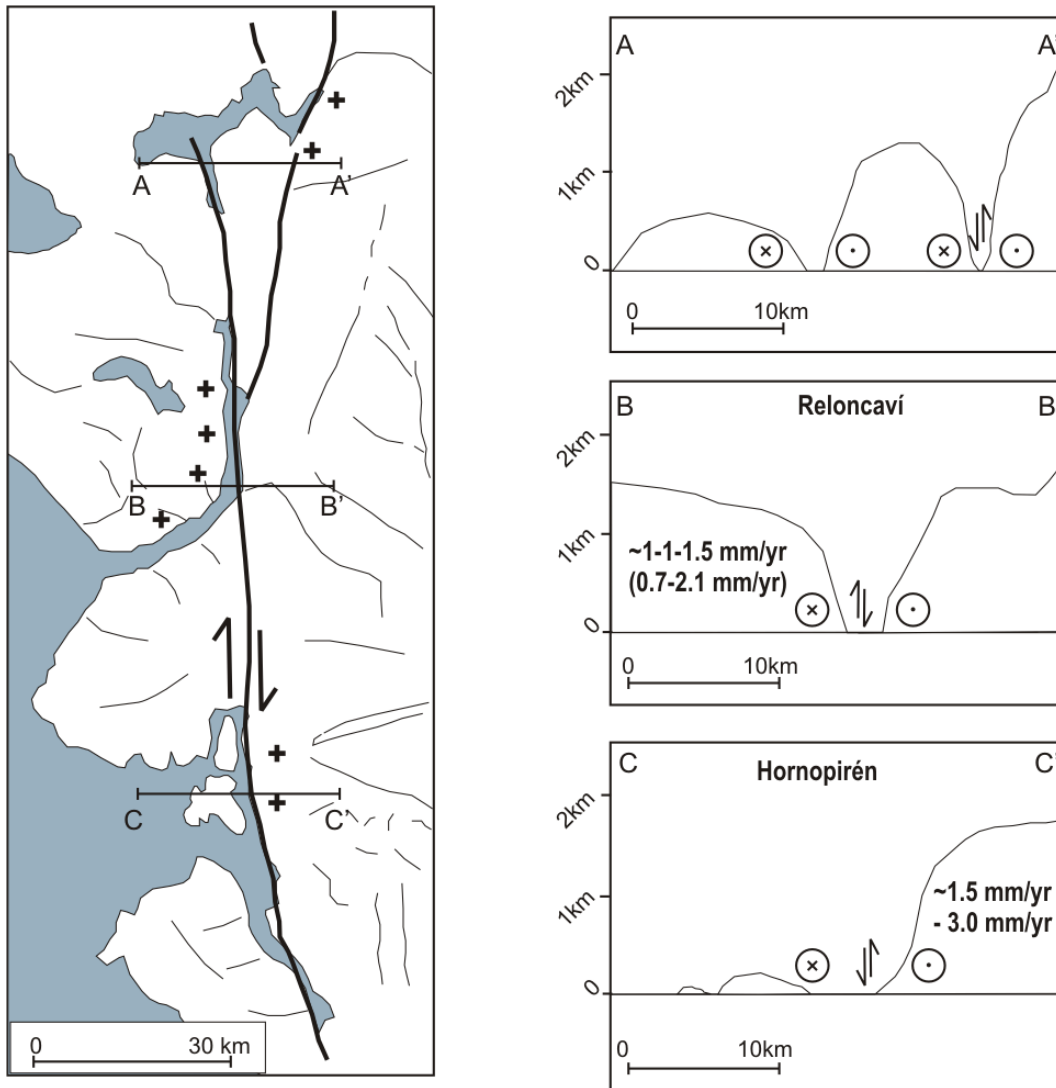 A
A'
B
B'
C
C'
0
30 km
A
A'
2km
1km
0
0
10km
B
Reloncaví
B
2km
1km
0
~1-1-1.5 mm/yr
(0.7-2.1 mm/yr)
0
10km
C
Hornopirén
C'
2km
1km
0
~1.5 mm/yr
- 3.0 mm/yr
0
10km